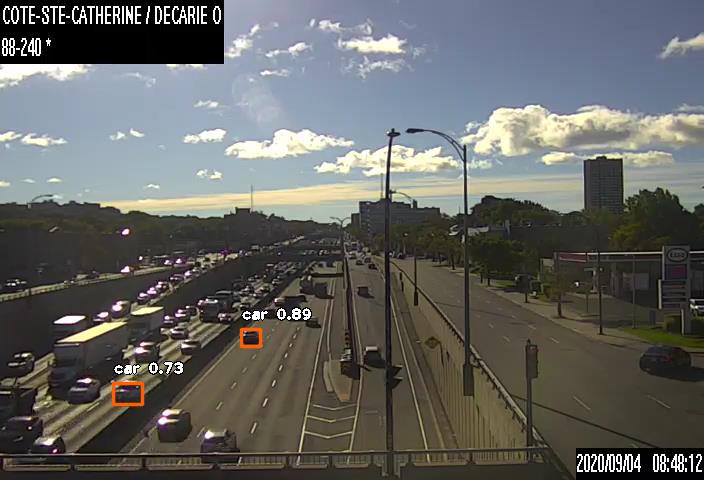 COTE-STE-CATHERINE / DECARIE O
88-240 *
car 0.89
car 0.73
2020/09/04 08:48:12